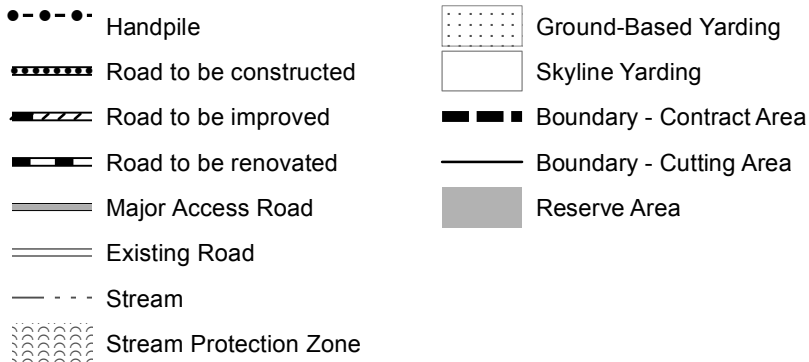 Handpile
Road to be constructed
Road to be improved
Road to be renovated
Major Access Road
Existing Road
Stream
Stream Protection Zone
Ground-Based Yarding
Skyline Yarding
Boundary - Contract Area
Boundary - Cutting Area
Reserve Area